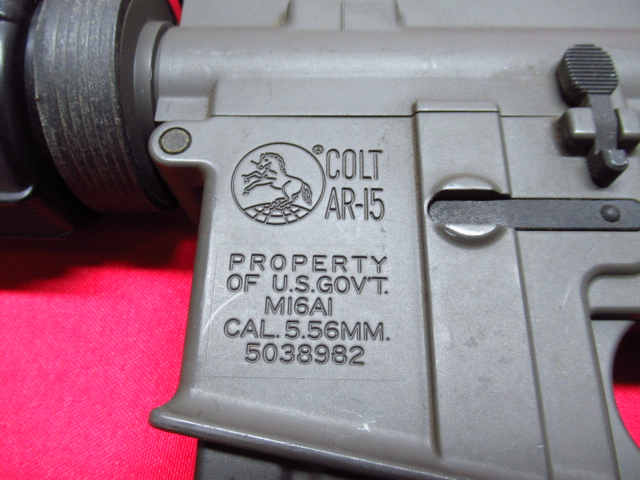 ® COLT
AR-15
PROPERTY
OF U.S.GOV'T.
M16A1
CAL. 5.56MM.
5038982